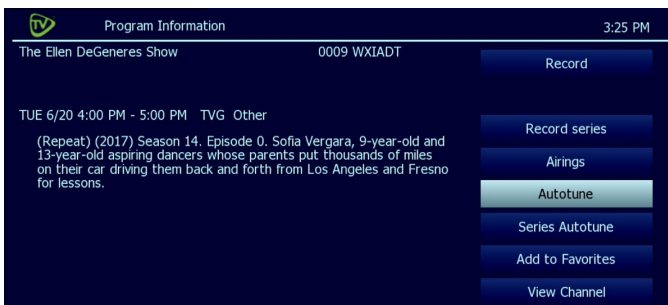 TV
Program Information
3:25 PM
The Ellen DeGeneres Show
0009 WXIADT
Record
TUE 6/20 4:00 PM - 5:00 PM TVG Other
(Repeat) (2017) Season 14. Episode 0. Sofia Vergara, 9-year-old and
13-year-old aspiring dancers whose parents put thousands of miles
on their car driving them back and forth from Los Angeles and Fresno
for lessons.
Record series
Airings
Autotune
Series Autotune
Add to Favorites
View Channel